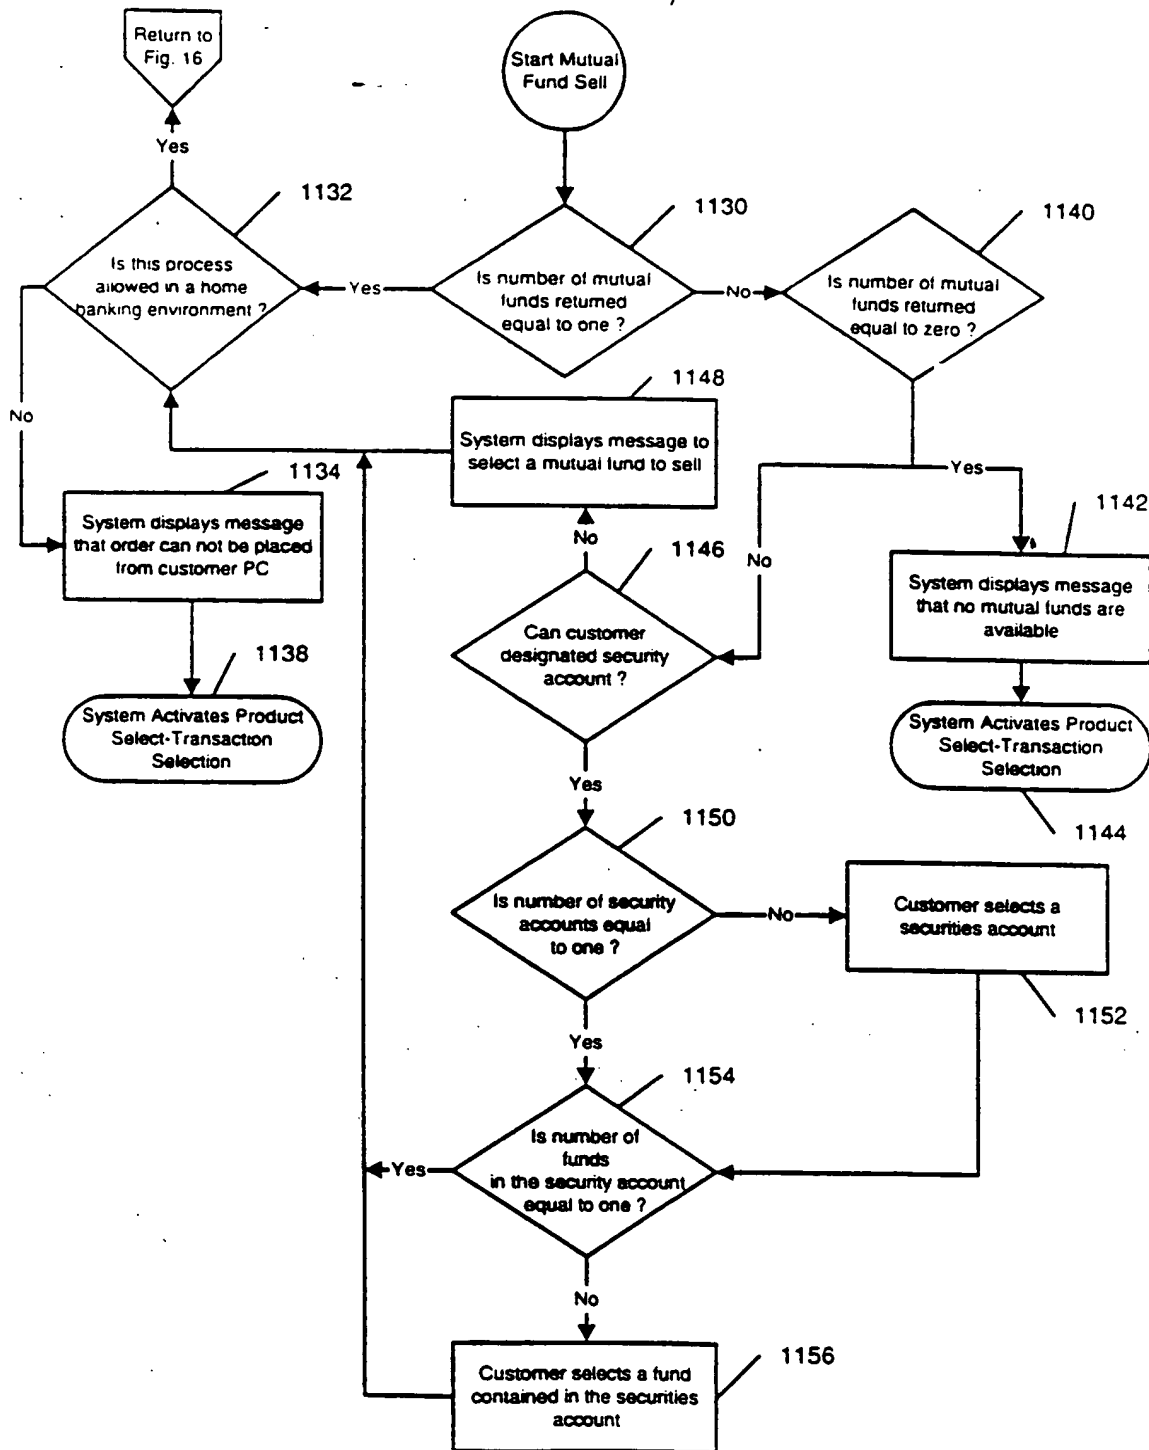 Return to
Fig. 16
Start Mutual
Fund Sell
Yes
1132
1130
1140
Is this process
allowed in a home
banking environment ?
Yes
Is number of mutual
funds returned
equal to one ?
No
Is number of mutual
funds returned
equal to zero ?
No
1148
System displays message to
select a mutual fund to sell
Yes
1134
System displays message
that order can not be placed
from customer PC
No
1146
No
1142
System displays message
that no mutual funds are
available
Can customer
designated security
account ?
1138
System Activates Product
Select-Transaction
Selection
System Activates Product
Select-Transaction
Selection
1144
Yes
1150
Is number of security
accounts equal
to one ?
No
Customer selects a
securities account
1152
Yes
1154
Is number of
funds
in the security account
equal to one ?
Yes
No
1156
Customer selects a fund
contained in the securities
account